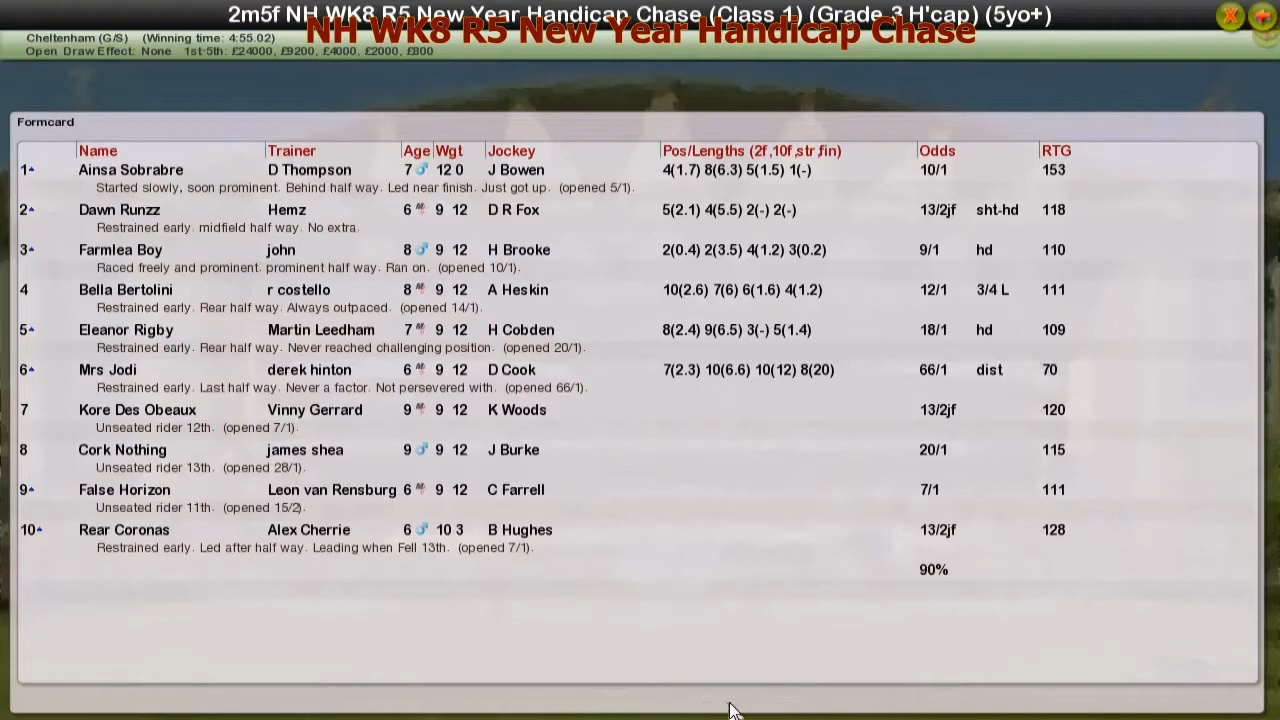 2m5f NH WK8 R5 New Year Handicap Chase (Class 1) (Grade 3 H'cap) (5yo+)
NH WK8 R5 New Year Handicap Chase
Cheltenham (G/S) (Winning time: 4:55.02)
Open Draw Effect: None 1st-5th: £24000, £9200, £4000, £2000, £800
Formcard
Name Trainer Age Wgt Jockey Pos/Lengths (2f,10f,str,fin) Odds RTG
1 Ainsa Sobrabre D Thompson 7 12 0 J Bowen 4(1.7) 8(6.3) 5(1.5) 1(-) 10/1 153
Started slowly, soon prominent. Behind half way. Led near finish. Just got up. (opened 5/1).
2 Dawn Runzz Hemz 6 9 12 D R Fox 5(2.1) 4(5.5) 2(-) 2(-) 13/2jf sht-hd 118
Restrained early. midfield half way. No extra.
3 Farmlea Boy john 8 9 12 H Brooke 2(0.4) 2(3.5) 4(1.2) 3(0.2) 9/1 hd 110
Raced freely and prominent. prominent half way. Ran on. (opened 10/1).
4 Bella Bertolini r costello 8 9 12 A Heskin 10(2.6) 7(6) 6(1.6) 4(1.2) 12/1 3/4 L 111
Restrained early. Rear half way. Always outpaced. (opened 14/1).
5 Eleanor Rigby Martin Leedham 7 9 12 H Cobden 8(2.4) 9(6.5) 3(-) 5(1.4) 18/1 hd 109
Restrained early. Rear half way. Never reached challenging position. (opened 20/1).
6 Mrs Jodi derek hinton 6 9 12 D Cook 7(2.3) 10(6.6) 10(12) 8(20) 66/1 dist 70
Restrained early. Last half way. Never a factor. Not persevered with. (opened 66/1).
7 Kore Des Obeaux Vinny Gerrard 9 9 12 K Woods 13/2jf 120
Unseated rider 12th. (opened 7/1).
8 Cork Nothing james shea 9 9 12 J Burke 20/1 115
Unseated rider 13th. (opened 28/1).
9 False Horizon Leon van Rensburg 6 9 12 C Farrell 7/1 111
Unseated rider 11th. (opened 15/2).
10 Rear Coronas Alex Cherrie 6 10 3 B Hughes 13/2jf 128
Restrained early. Led after half way. Leading when Fell 13th. (opened 7/1).
90%